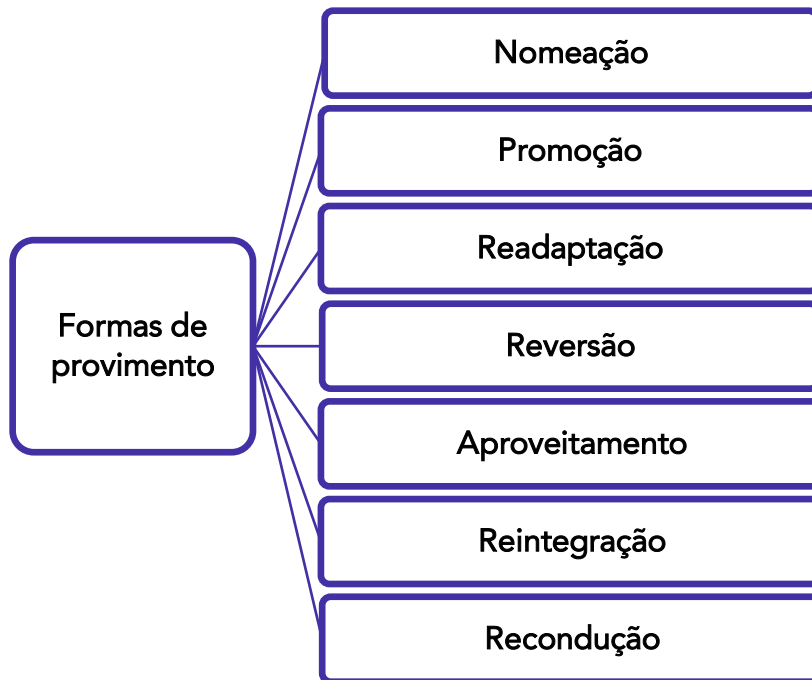 Formas de
provimento
Nomeação
Promoção
Readaptação
Reversão
Aproveitamento
Reintegração
Recondução